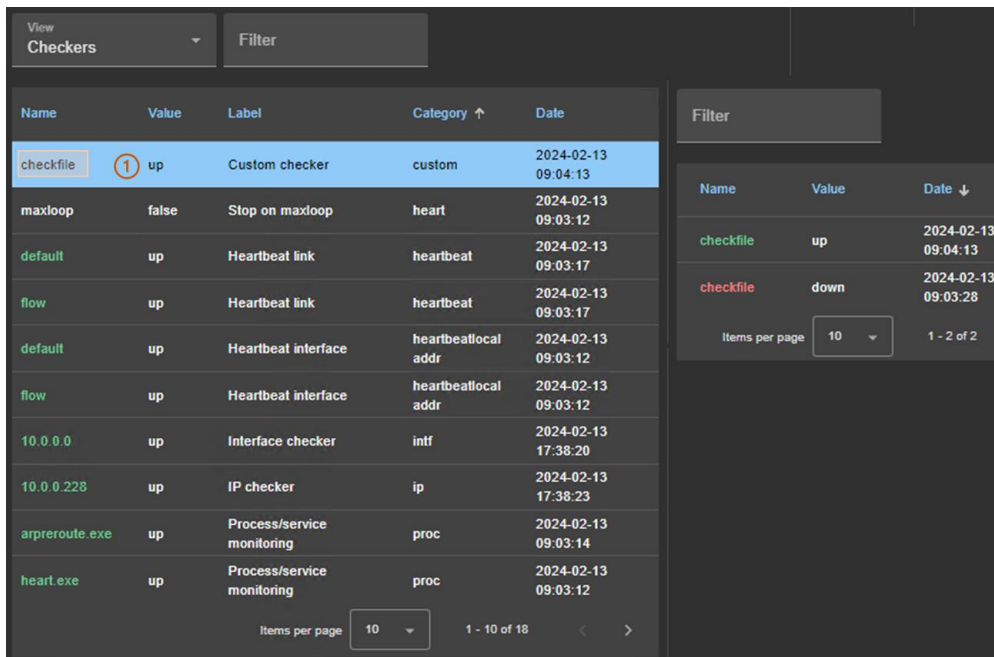 View
Checkers
Filter
Name Value Label Category ↑ Date
checkfile 1 up Custom checker custom 2024-02-13
09:04:13
maxloop false Stop on maxloop heart 2024-02-13
09:03:12
default up Heartbeat link heartbeat 2024-02-13
09:03:17
flow up Heartbeat link heartbeat 2024-02-13
09:03:17
default up Heartbeat interface heartbeatlocal
addr 2024-02-13
09:03:12
flow up Heartbeat interface heartbeatlocal
addr 2024-02-13
09:03:12
10.0.0.0 up Interface checker intf 2024-02-13
17:38:20
10.0.0.228 up IP checker ip 2024-02-13
17:38:23
arpreroute.exe up Process/service
monitoring proc 2024-02-13
09:03:14
heart.exe up Process/service
monitoring proc 2024-02-13
09:03:12
Items per page 10 1 - 10 of 18
Filter
Name Value Date ↓
checkfile up 2024-02-13
09:04:13
checkfile down 2024-02-13
09:03:28
Items per page 10 1 - 2 of 2